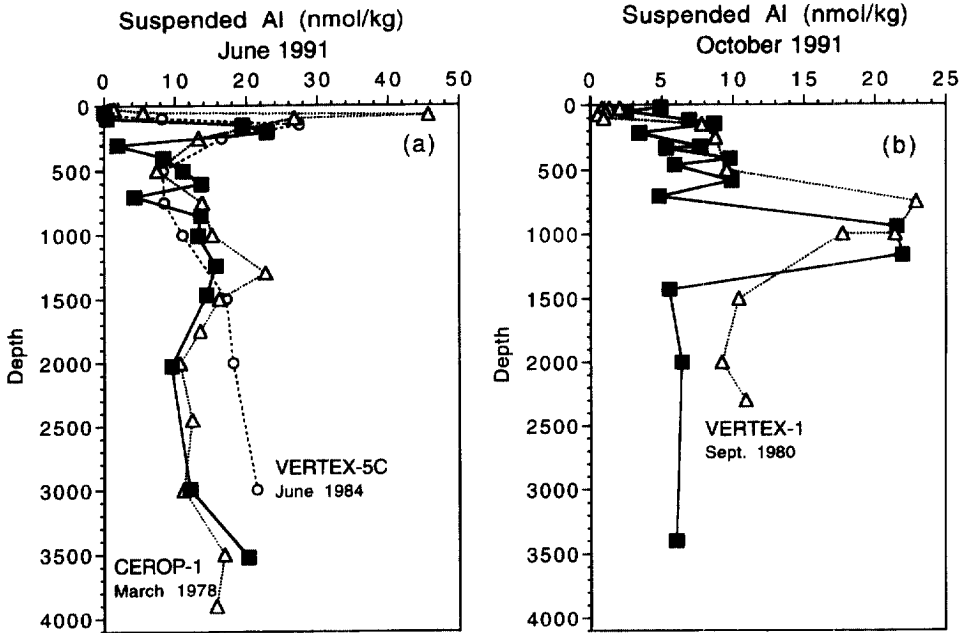 Suspended Al (nmol/kg)
June 1991
0 10 20 30 40 50
0
500
1000
1500
2000
2500
3000
3500
4000
Depth
(a)
VERTEX-5C
June 1984
CEROP-1
March 1978
Suspended Al (nmol/kg)
October 1991
0 5 10 15 20 25
0
500
1000
1500
2000
2500
3000
3500
4000
Depth
(b)
VERTEX-1
Sept. 1980